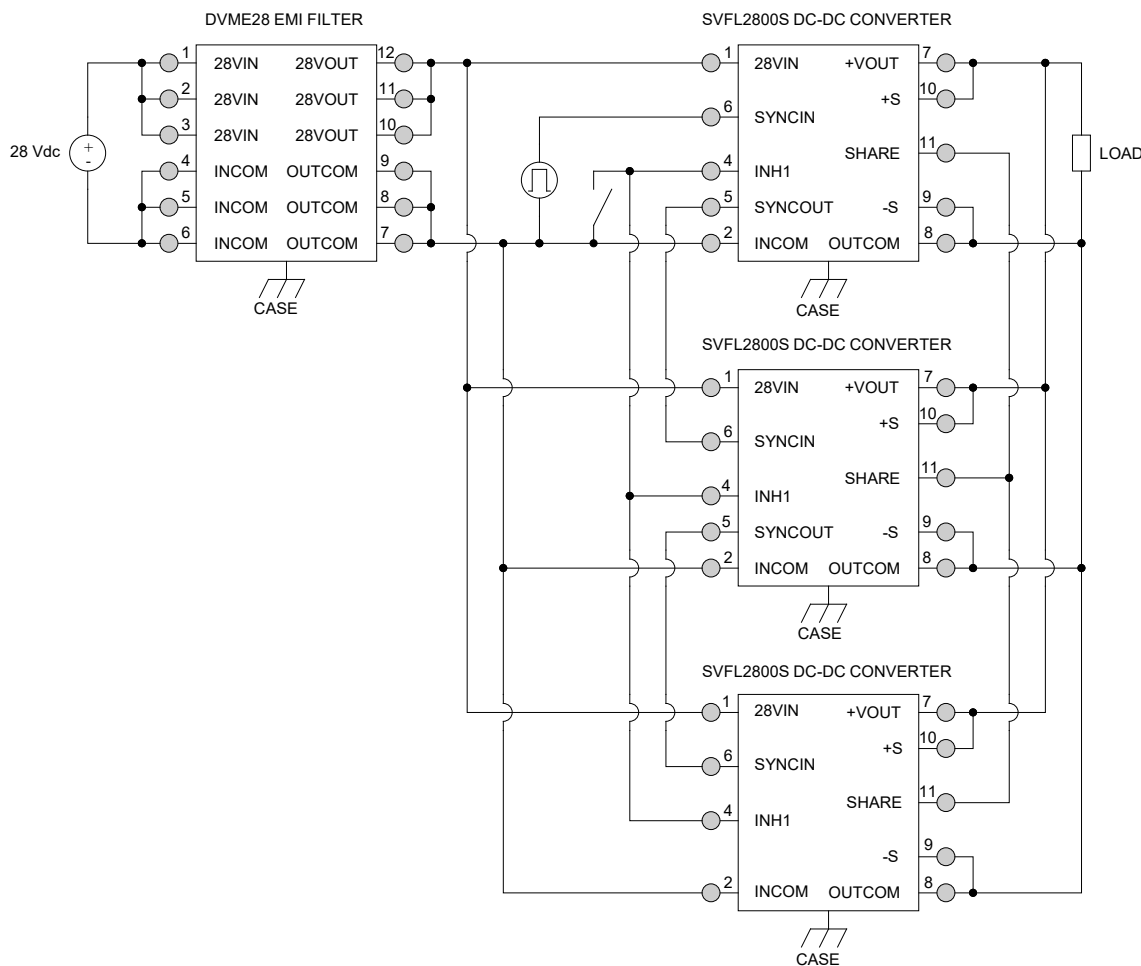 DVME28 EMI FILTER
1 28VIN 28VOUT 12
2 28VIN 28VOUT 11
3 28VIN 28VOUT 10
4 INCOM OUTCOM 9
5 INCOM OUTCOM 8
6 INCOM OUTCOM 7
28 Vdc
+
-
CASE
SVFL2800S DC-DC CONVERTER
1 28VIN +VOUT 7
+S 10
6 SYNCIN
SHARE 11
4 INH1
5 SYNCOUT -S 9
2 INCOM OUTCOM 8
CASE
LOAD
SVFL2800S DC-DC CONVERTER
1 28VIN +VOUT 7
+S 10
6 SYNCIN
SHARE 11
4 INH1
5 SYNCOUT -S 9
2 INCOM OUTCOM 8
CASE
SVFL2800S DC-DC CONVERTER
1 28VIN +VOUT 7
+S 10
6 SYNCIN
SHARE 11
4 INH1
-S 9
2 INCOM OUTCOM 8
CASE